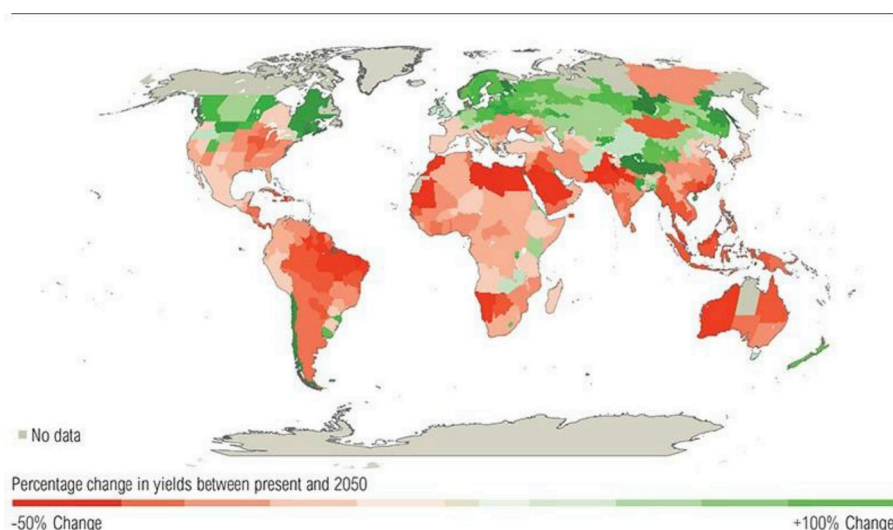 No data
Percentage change in yields between present and 2050
-50% Change
+100% Change